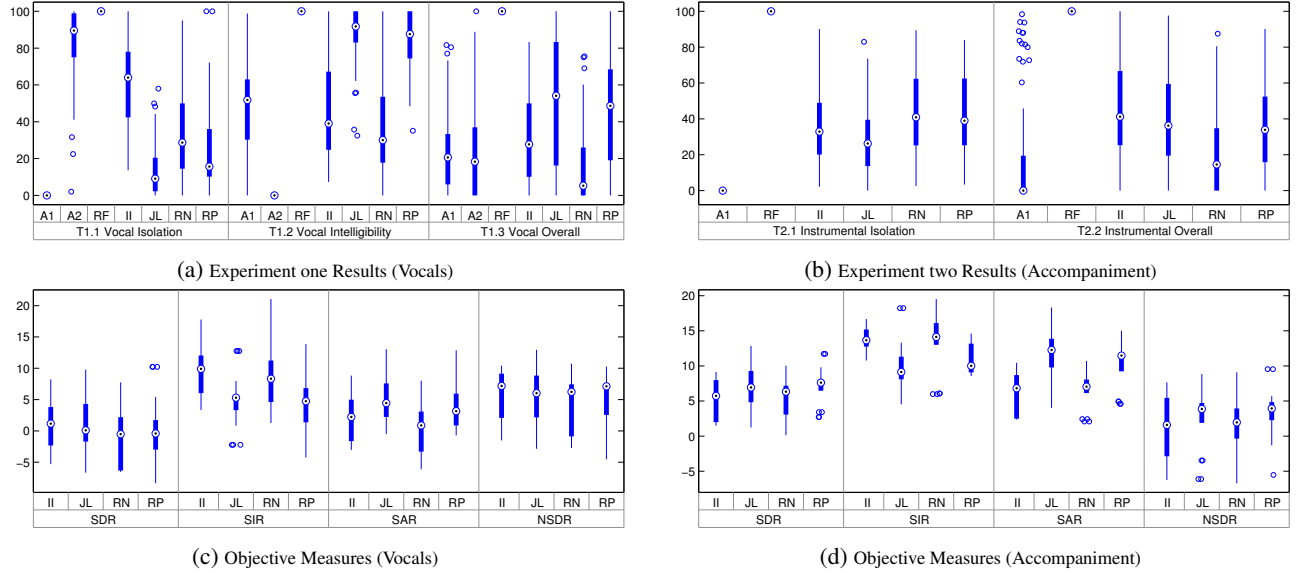 100
80
60
40
20
0
A1 A2 RF II JL RN RP A1 A2 RF II JL RN RP A1 A2 RF II JL RN RP
T1.1 Vocal Isolation T1.2 Vocal Intelligibility T1.3 Vocal Overall
(a) Experiment one Results (Vocals)
100
80
60
40
20
0
A1 RF II JL RN RP A1 RF II JL RN RP
T2.1 Instrumental Isolation T2.2 Instrumental Overall
(b) Experiment two Results (Accompaniment)
20
15
10
5
0
−5
II JL RN RP II JL RN RP II JL RN RP II JL RN RP
SDR SIR SAR NSDR
(c) Objective Measures (Vocals)
20
15
10
5
0
−5
II JL RN RP II JL RN RP II JL RN RP II JL RN RP
SDR SIR SAR NSDR
(d) Objective Measures (Accompaniment)